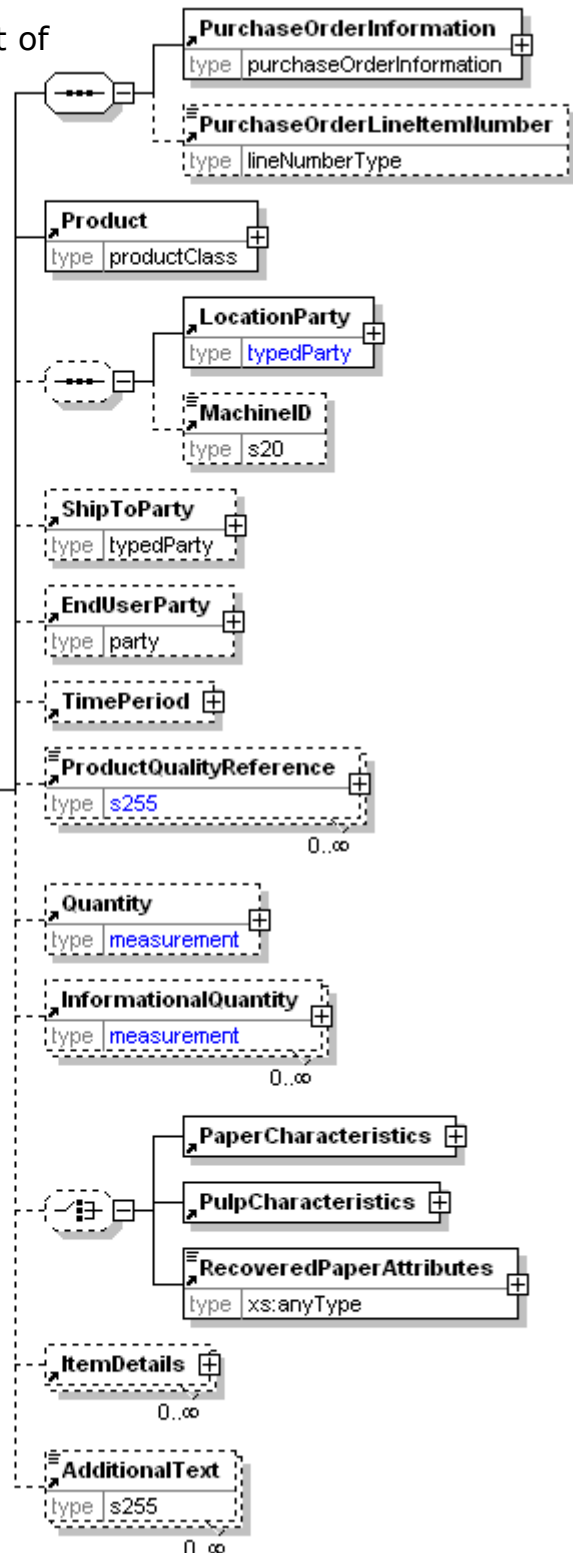 t of
PurchaseOrderInformation
type purchaseOrderInformation
PurchaseOrderLineItemNumber
type lineNumberType
Product
type productClass
LocationParty
type typedParty
MachineID
type s20
ShipToParty
type typedParty
EndUserParty
type party
TimePeriod
ProductQualityReference
type s255
0..∞
Quantity
type measurement
InformationalQuantity
type measurement
0..∞
PaperCharacteristics
PulpCharacteristics
RecoveredPaperAttributes
type xs:anyType
ItemDetails
0..∞
AdditionalText
type s255
0..∞